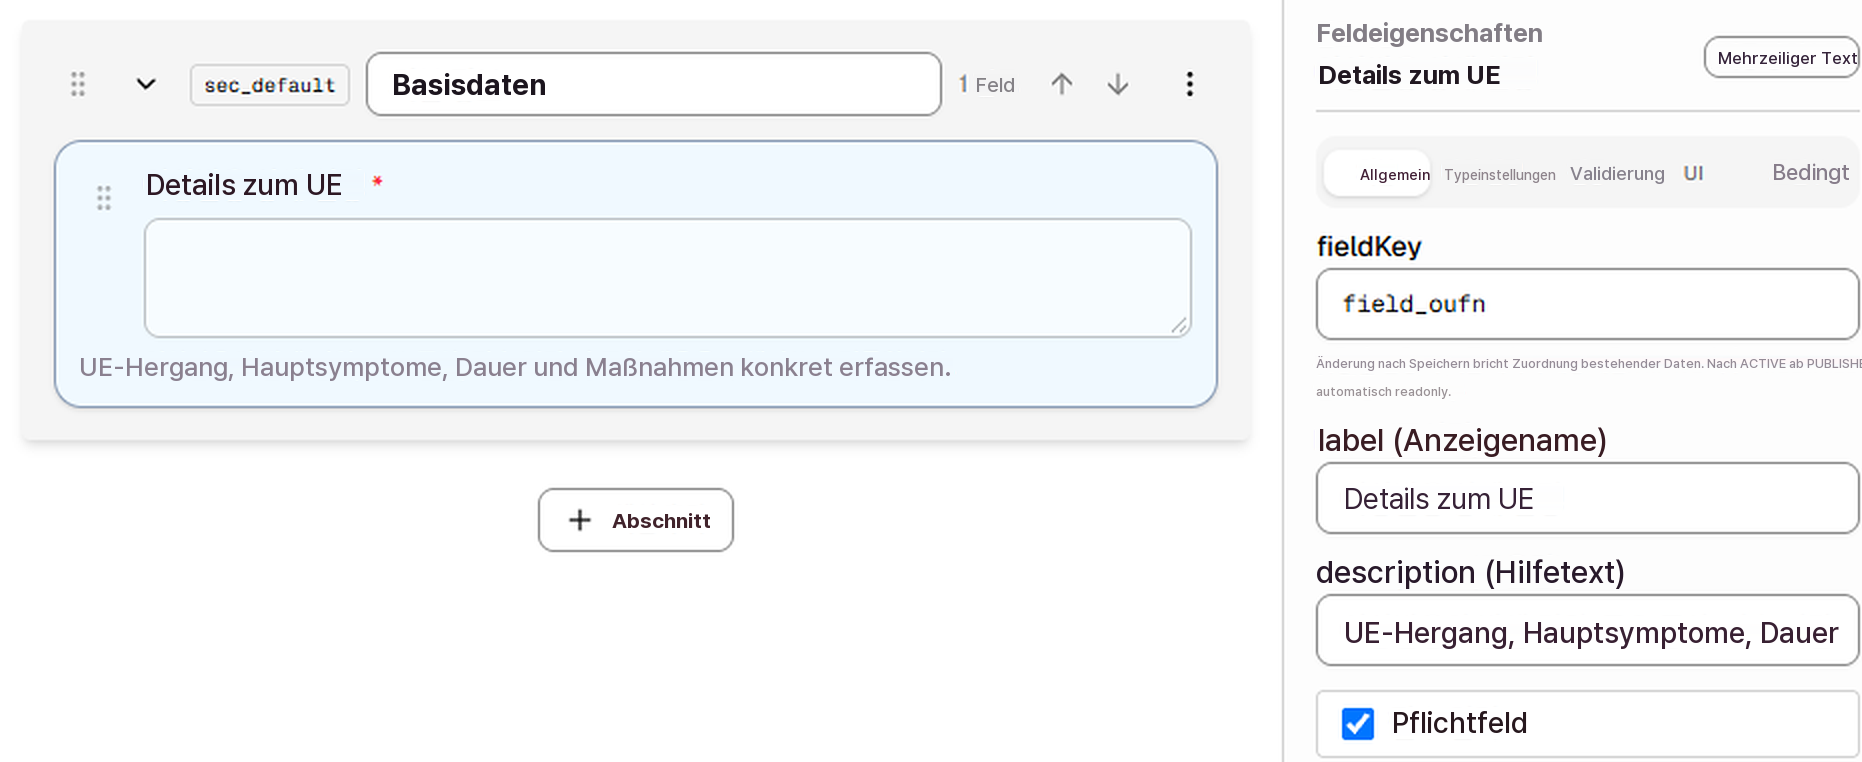 sec_default
Basisdaten
1 Feld
Details zum UE *
UE-Hergang, Hauptsymptome, Dauer und Maßnahmen konkret erfassen.
+ Abschnitt
Feldeigenschaften
Details zum UE
Mehrzeiliger Text
Allgemein Typeinstellungen Validierung UI Bedingt
fieldKey
field_oufn
Änderung nach Speichern bricht Zuordnung bestehender Daten. Nach ACTIVE ab PUBLISHE
automatisch readonly.
label (Anzeigename)
Details zum UE
description (Hilfetext)
UE-Hergang, Hauptsymptome, Dauer
Pflichtfeld